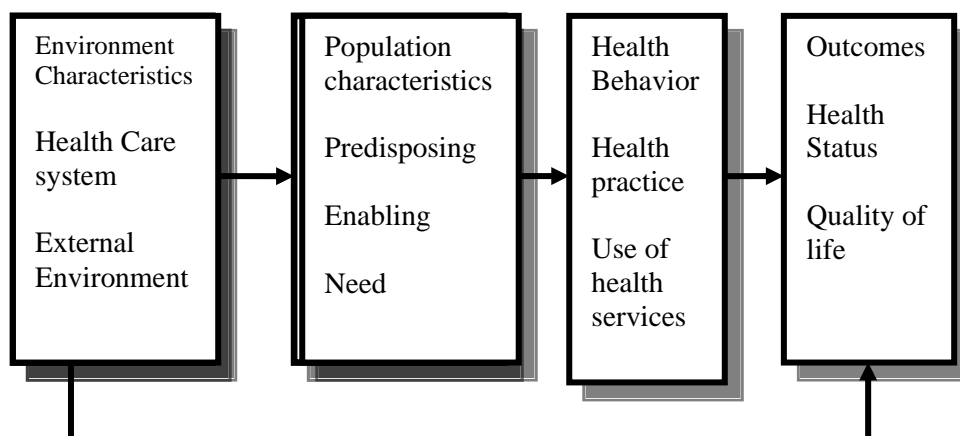 Environment
Characteristics
Health Care
system
External
Environment
Population
characteristics
Predisposing
Enabling
Need
Health
Behavior
Health
practice
Use of
health
services
Outcomes
Health
Status
Quality of
life